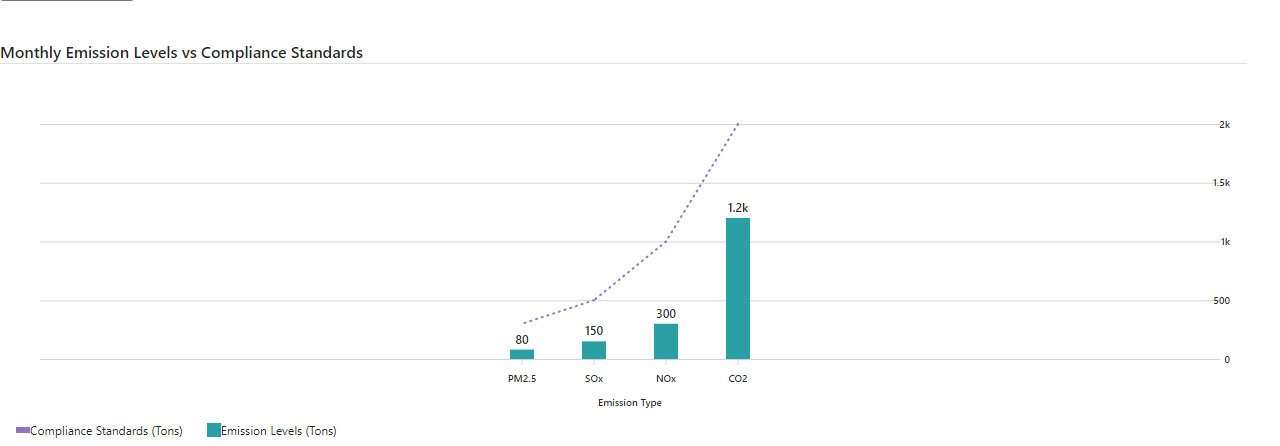 Monthly Emission Levels vs Compliance Standards
2k
1.5k
1.2k
1k
500
300
150
80
0
PM2.5 SOx NOx CO2
Emission Type
Compliance Standards (Tons) Emission Levels (Tons)